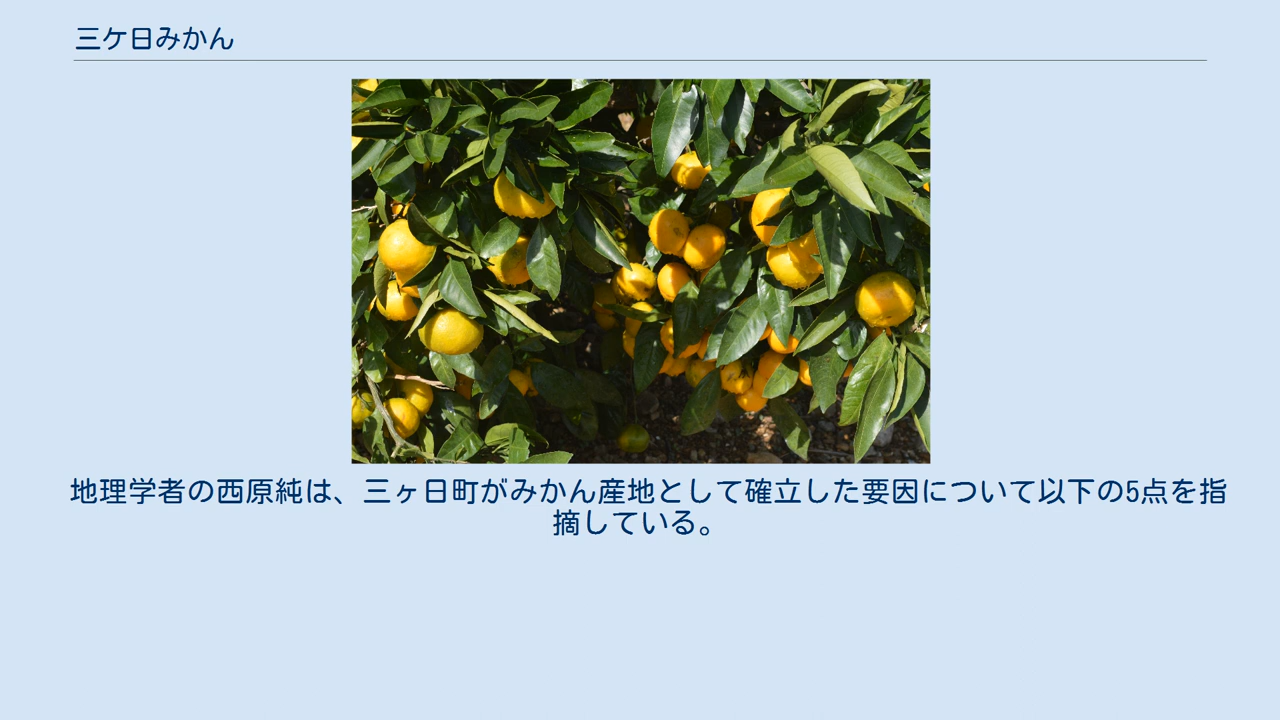 三ケ日みかん
地理学者の西原純は、三ヶ日町がみかん産地として確立した要因について以下の5点を指
摘している。